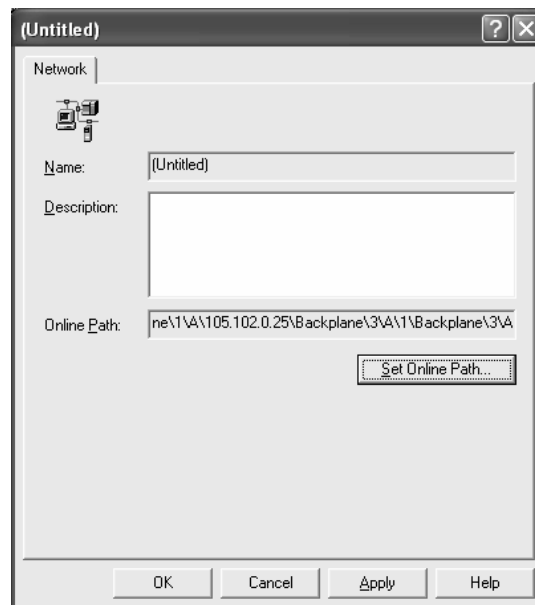 (Untitled)
Network
Name: (Untitled)
Description:
Online Path: ne\1\A\105.102.0.25\Backplane\3\A\1\Backplane\3\A
Set Online Path...
OK Cancel Apply Help